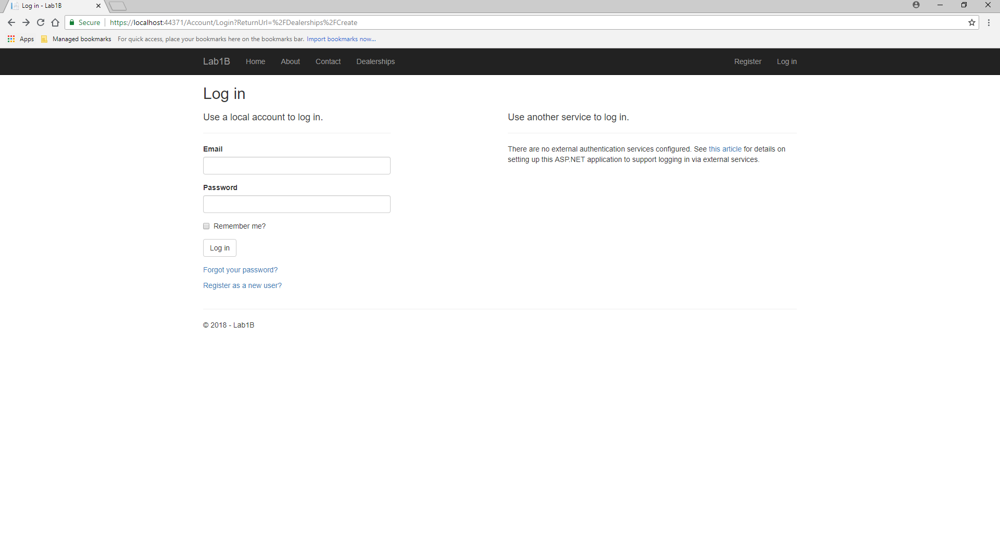 Log in - Lab1B
Secure https://localhost:44371/Account/Login?ReturnUrl=%2FDealerships%2FCreate
Apps Managed bookmarks For quick access, place your bookmarks here on the bookmarks bar. Import bookmarks now...
Lab1B Home About Contact Dealerships Register Log in
Log in
Use a local account to log in.
Email
Password
Remember me?
Log in
Forgot your password?
Register as a new user?
Use another service to log in.
There are no external authentication services configured. See this article for details on
setting up this ASP.NET application to support logging in via external services.
© 2018 - Lab1B